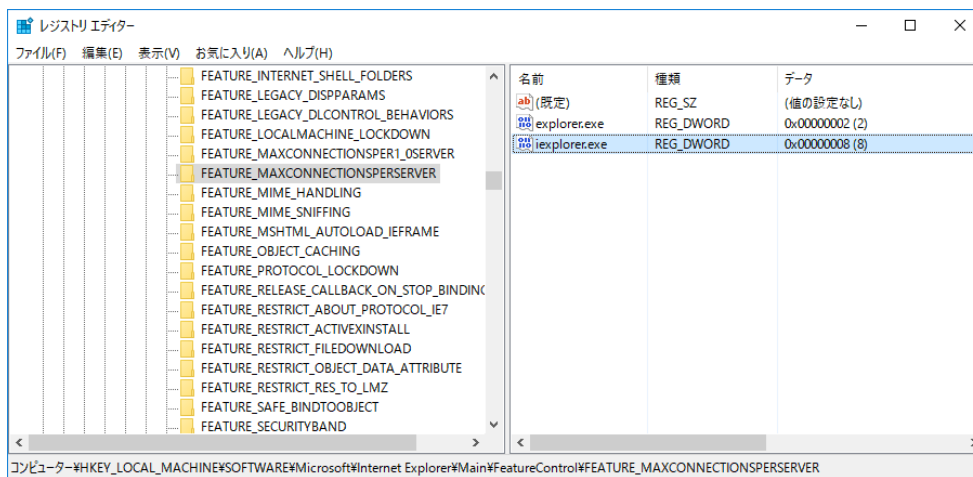 レジストリ エディター
ファイル(F) 編集(E) 表示(V) お気に入り(A) ヘルプ(H)
FEATURE_INTERNET_SHELL_FOLDERS
FEATURE_LEGACY_DISPPARAMS
FEATURE_LEGACY_DLCONTROL_BEHAVIORS
FEATURE_LOCALMACHINE_LOCKDOWN
FEATURE_MAXCONNECTIONSPER1_0SERVER
FEATURE_MAXCONNECTIONSPERSERVER
FEATURE_MIME_HANDLING
FEATURE_MIME_SNIFFING
FEATURE_MSHTML_AUTOLOAD_IEFRAME
FEATURE_OBJECT_CACHING
FEATURE_PROTOCOL_LOCKDOWN
FEATURE_RELEASE_CALLBACK_ON_STOP_BINDING
FEATURE_RESTRICT_ABOUT_PROTOCOL_IE7
FEATURE_RESTRICT_ACTIVEXINSTALL
FEATURE_RESTRICT_FILEDOWNLOAD
FEATURE_RESTRICT_OBJECT_DATA_ATTRIBUTE
FEATURE_RESTRICT_RES_TO_LMZ
FEATURE_SAFE_BINDTOOBJECT
FEATURE_SECURITYBAND
名前 種類 データ
ab (既定) REG_SZ (値の設定なし)
explorer.exe REG_DWORD 0x00000002 (2)
iexplorer.exe REG_DWORD 0x00000008 (8)
コンピューター¥HKEY_LOCAL_MACHINE¥SOFTWARE¥Microsoft¥Internet Explorer¥Main¥FeatureControl¥FEATURE_MAXCONNECTIONSPERSERVER